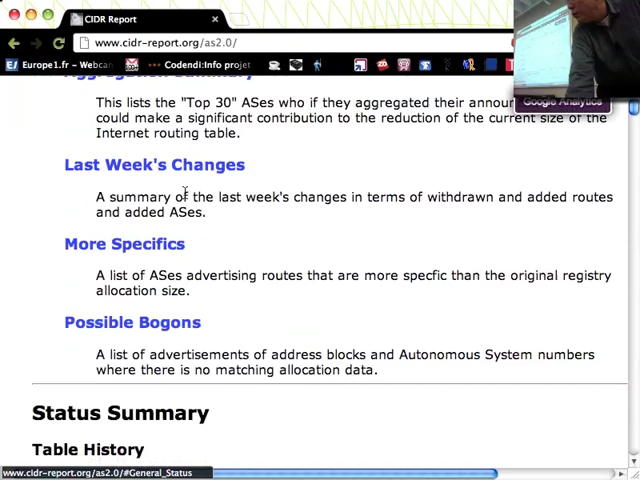 CIDR Report
www.cidr-report.org/as2.0/
Europe1.fr - Webcam
Codendi:Info projet
100+
Aggregation Summary
This lists the "Top 30" ASes who if they aggregated their announ
could make a significant contribution to the reduction of the current size of the
Internet routing table.
Google Analytics
Last Week's Changes
A summary of the last week's changes in terms of withdrawn and added routes
and added ASes.
More Specifics
A list of ASes advertising routes that are more specfic than the original registry
allocation size.
Possible Bogons
A list of advertisements of address blocks and Autonomous System numbers
where there is no matching allocation data.
Status Summary
Table History
www.cidr-report.org/as2.0/#General_Status